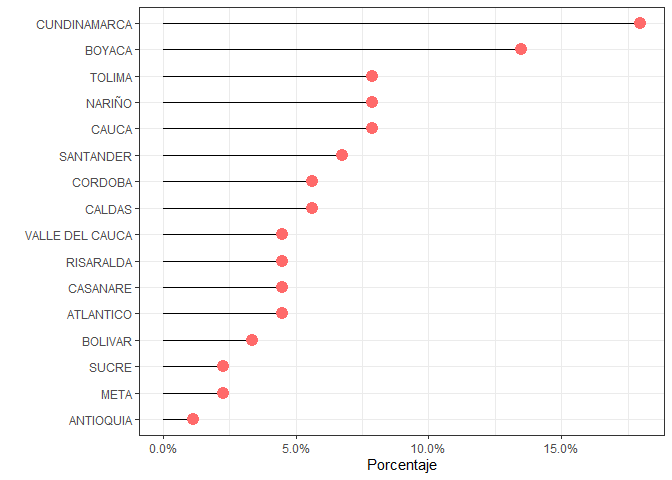 CUNDINAMARCA
BOYACA
TOLIMA
NARIÑO
CAUCA
SANTANDER
CORDOBA
CALDAS
VALLE DEL CAUCA
RISARALDA
CASANARE
ATLANTICO
BOLIVAR
SUCRE
META
ANTIOQUIA
0.0% 5.0% 10.0% 15.0%
Porcentaje